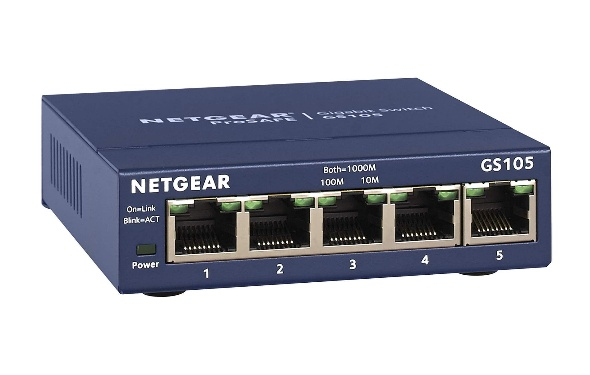 NETGEAR® | Gigabit Switch
ProSAFE | GS105
Both=1000M
100M 10M
GS105
NETGEAR
On=Link
Blink=ACT
Power
1 2 3 4 5